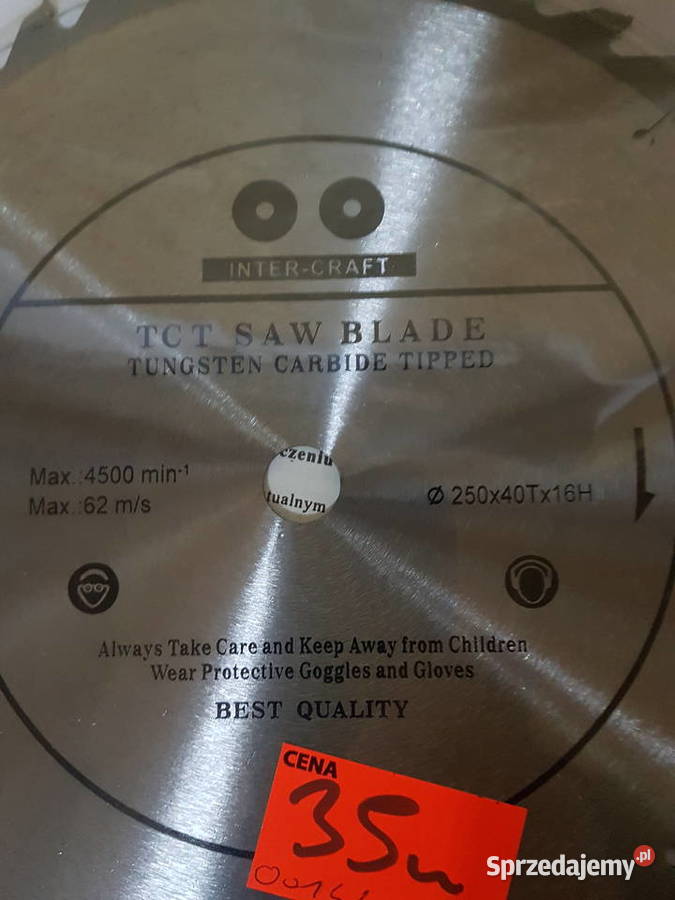 INTER-CRAFT
TCT SAW BLADE
TUNGSTEN CARBIDE TIPPED
czeniu
tualnym
Max.:4500 min⁻¹
Max.:62 m/s
Ø 250x40Tx16H
Always Take Care and Keep Away from Children
Wear Protective Goggles and Gloves
BEST QUALITY
CENA
35
Sprzedajemy.pl